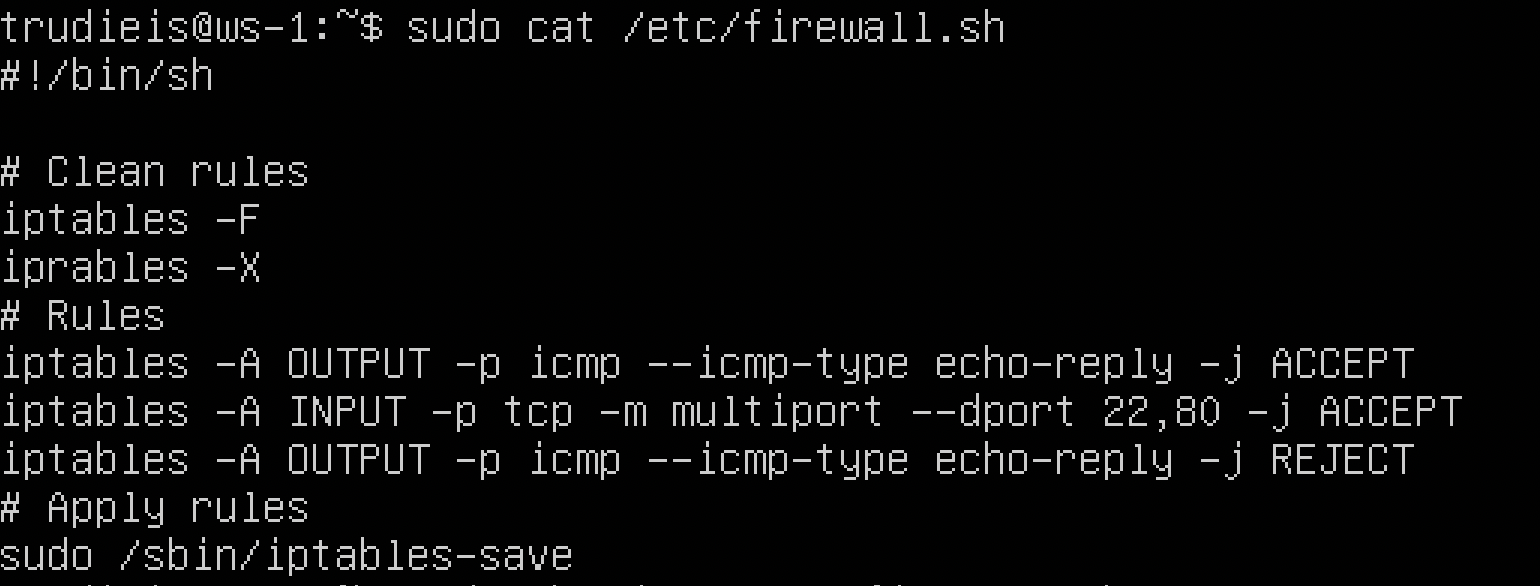 trudieis@ws-1:~$ sudo cat /etc/firewall.sh
#!/bin/sh
# Clean rules
iptables -F
iprables -X
# Rules
iptables -A OUTPUT -p icmp --icmp-type echo-reply -j ACCEPT
iptables -A INPUT -p tcp -m multiport --dport 22,80 -j ACCEPT
iptables -A OUTPUT -p icmp --icmp-type echo-reply -j REJECT
# Apply rules
sudo /sbin/iptables-save